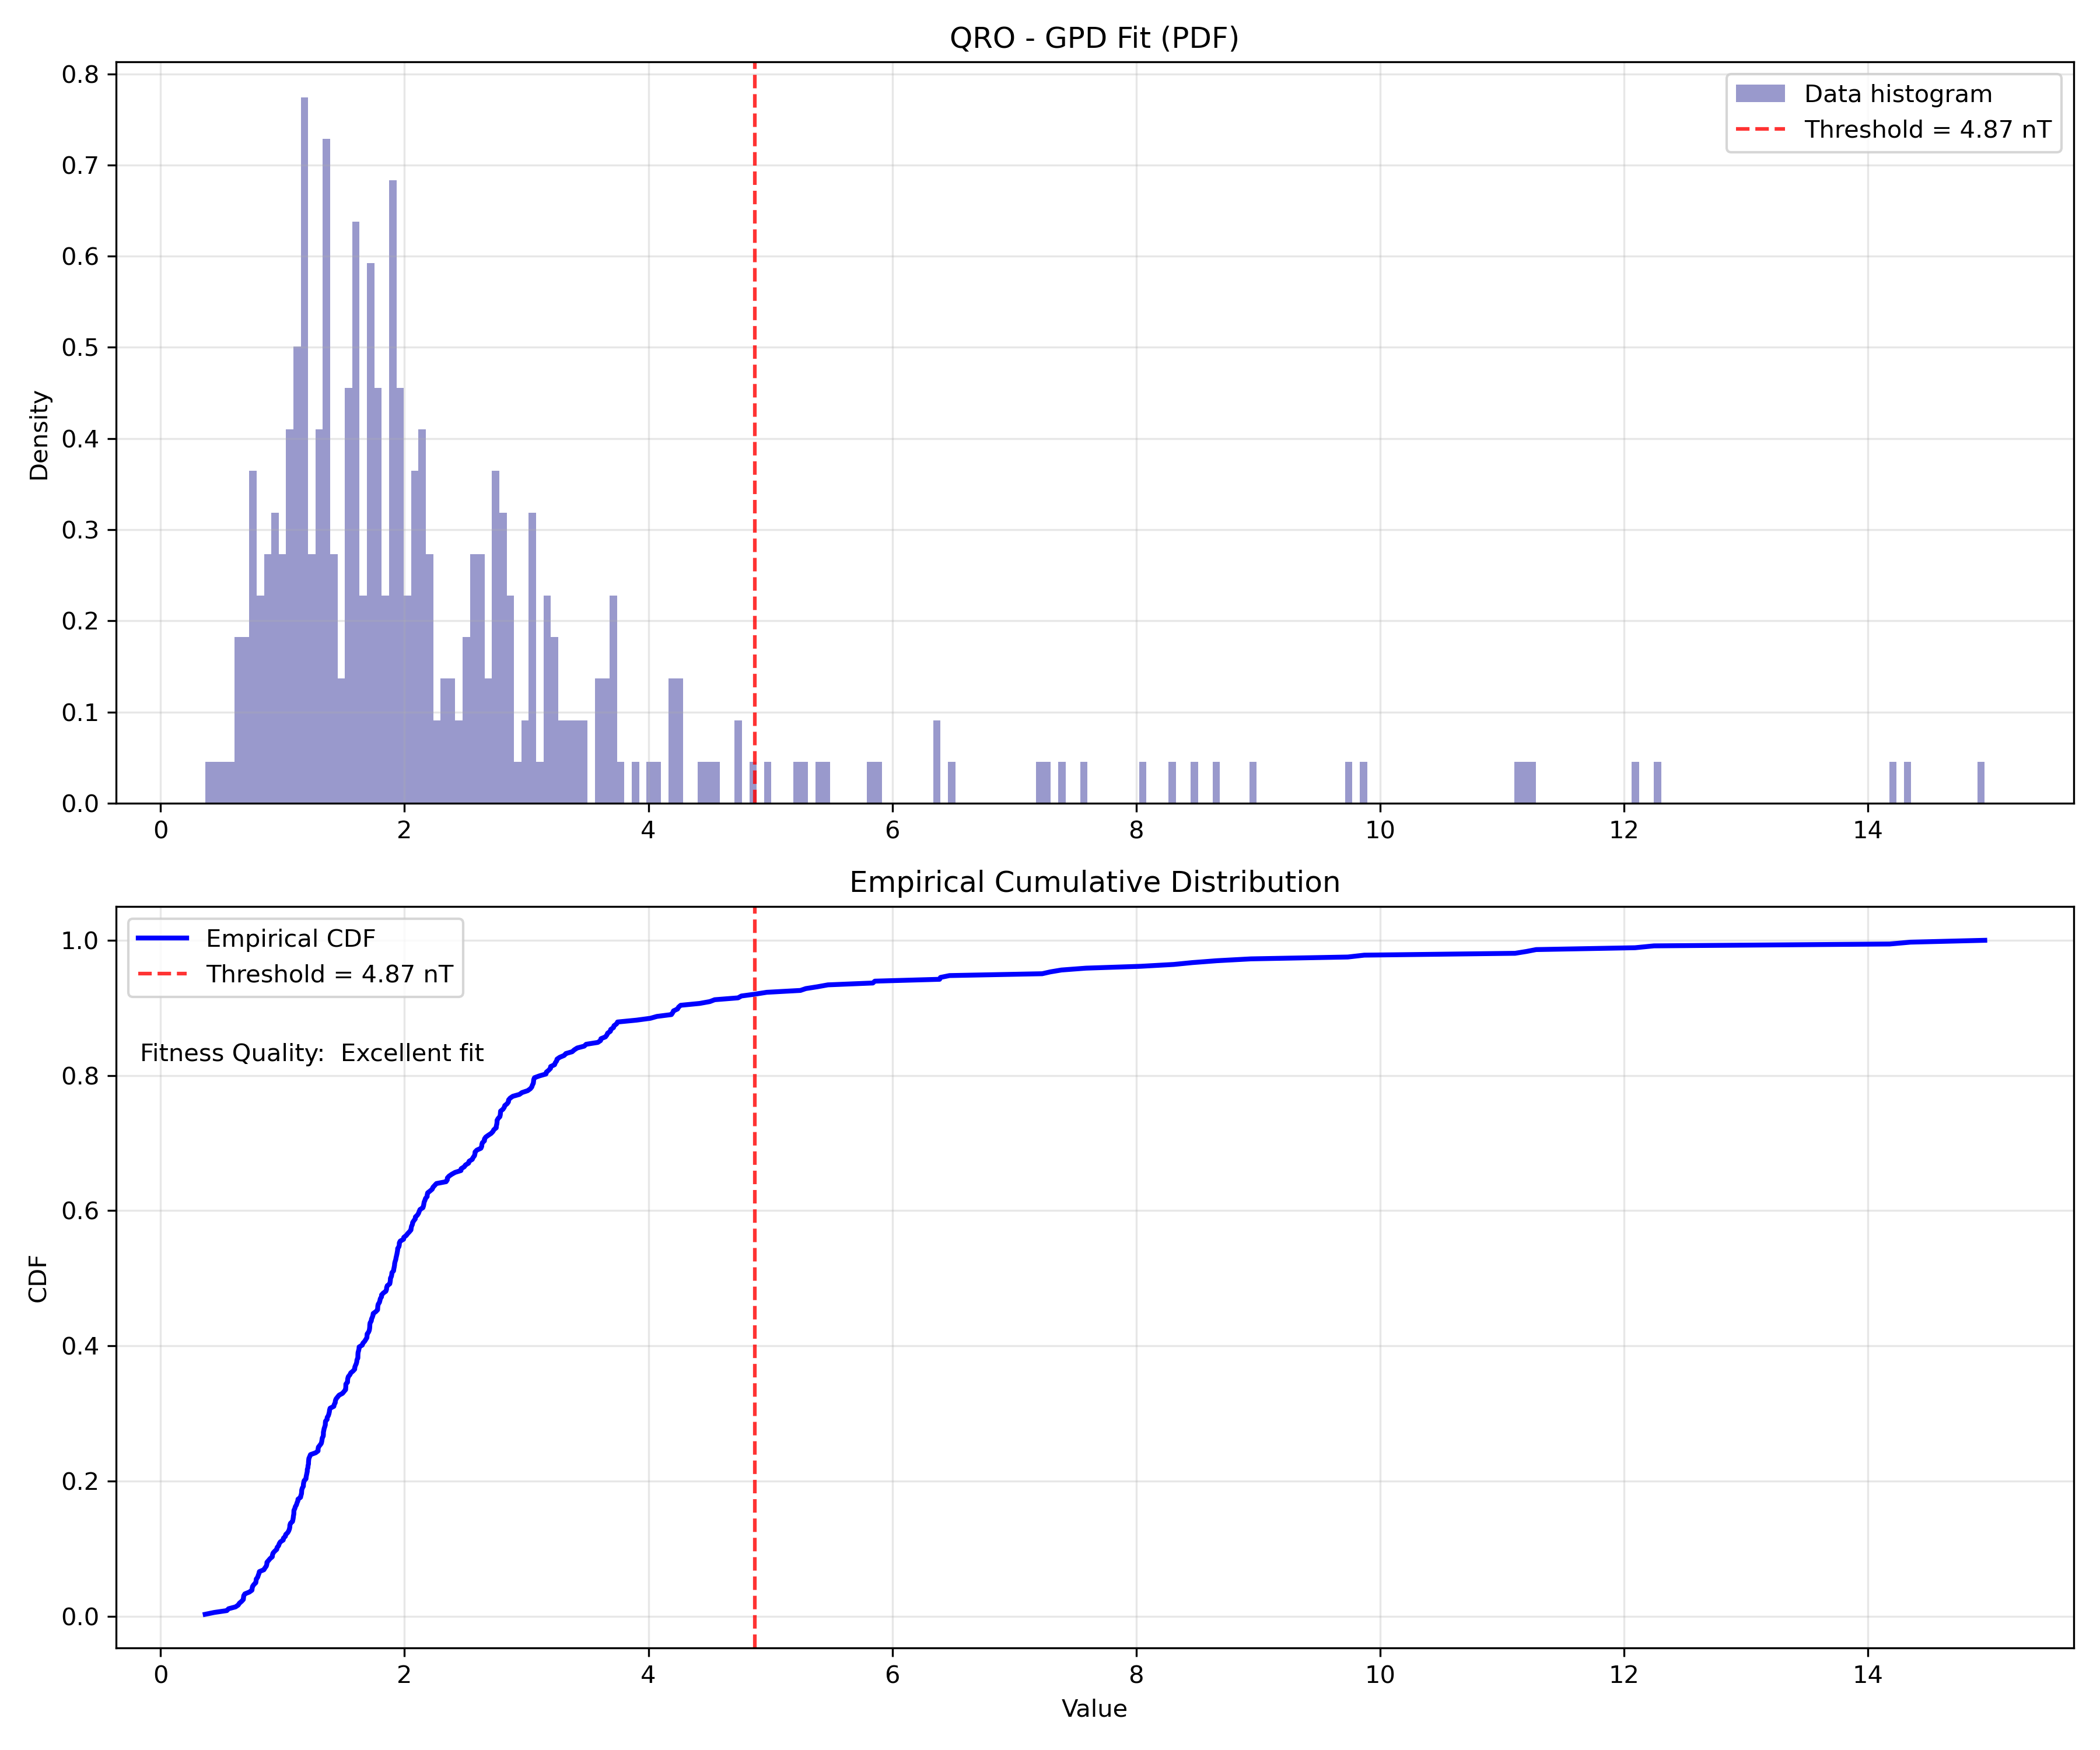 QRO - GPD Fit (PDF)
Density
0.8
0.7
0.6
0.5
0.4
0.3
0.2
0.1
0.0
Data histogram
Threshold = 4.87 nT
0 2 4 6 8 10 12 14
Empirical Cumulative Distribution
CDF
1.0
0.8
0.6
0.4
0.2
0.0
Empirical CDF
Threshold = 4.87 nT
Fitness Quality:  Excellent fit
0 2 4 6 8 10 12 14
Value